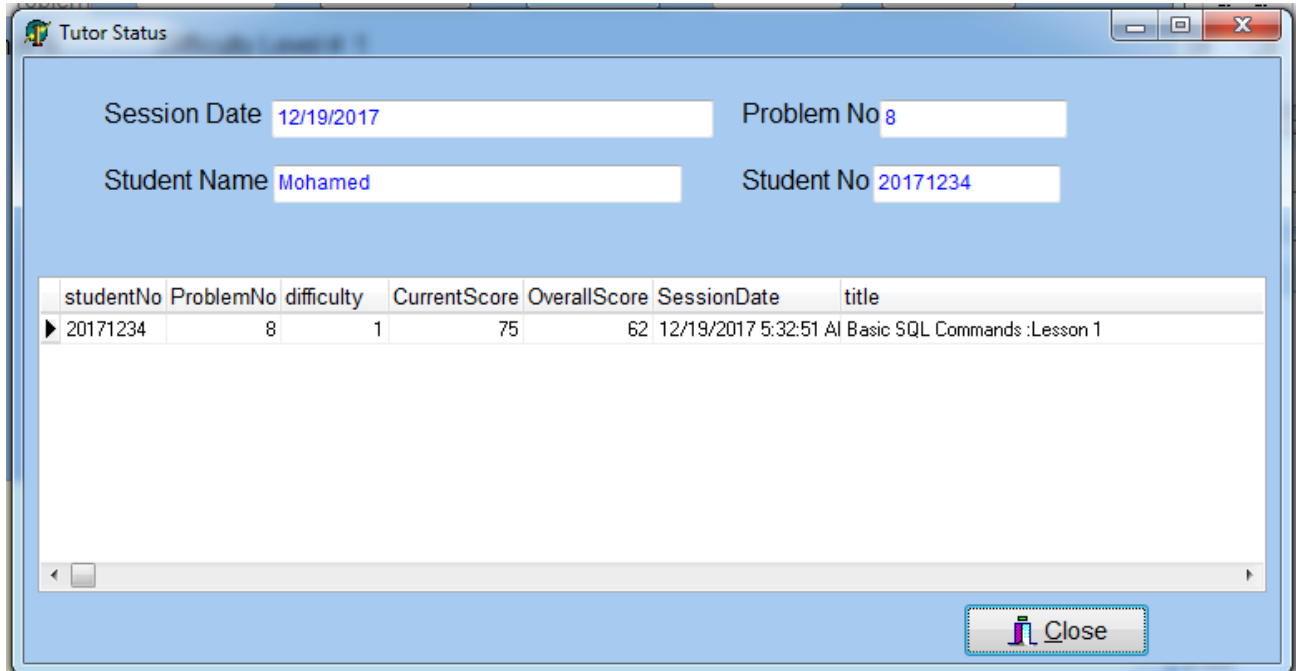 Tutor Status
Session Date 12/19/2017 Problem No 8
Student Name Mohamed Student No 20171234
studentNo ProblemNo difficulty CurrentScore OverallScore SessionDate title
20171234 8 1 75 62 12/19/2017 5:32:51 Basic SQL Commands :Lesson 1
Close